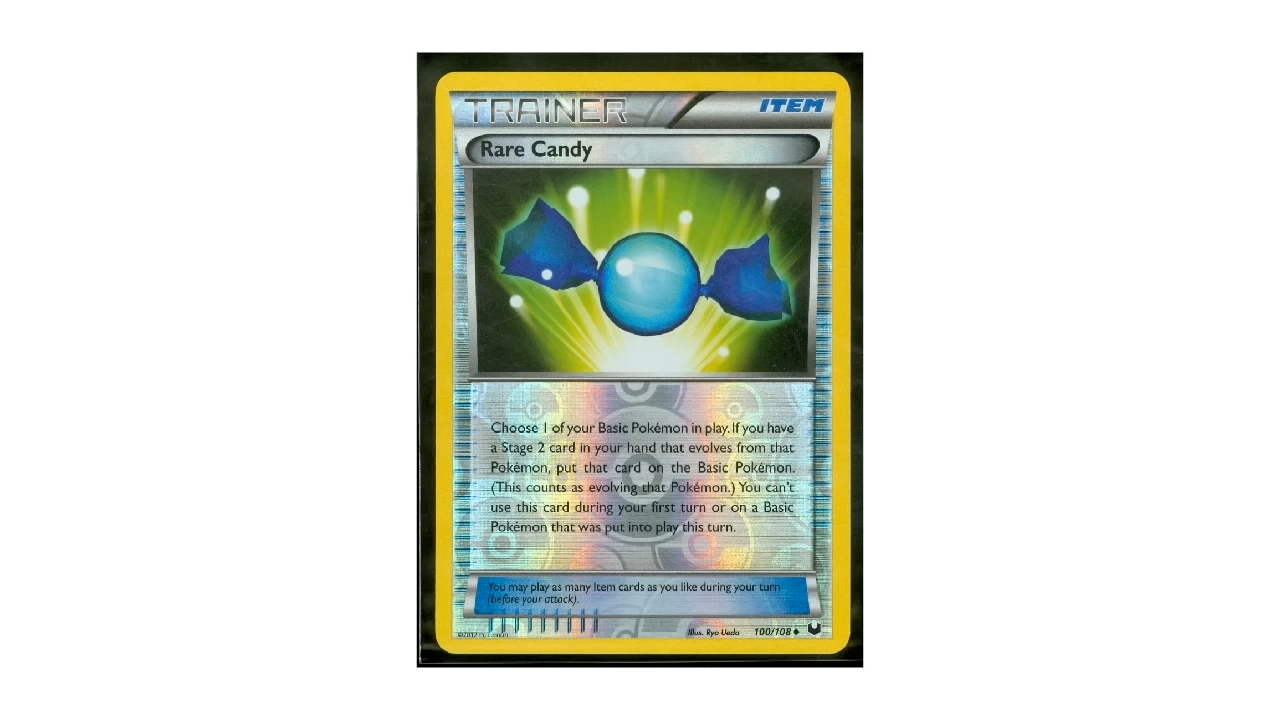 TRAINER
ITEM
Rare Candy
Choose 1 of your Basic Pokémon in play. If you have
a Stage 2 card in your hand that evolves from that
Pokémon, put that card on the Basic Pokémon.
(This counts as evolving that Pokémon.) You can't
use this card during your first turn or on a Basic
Pokémon that was put into play this turn.
You may play as many Item cards as you like during your turn
(before your attack).
©2012 Pokémon
Illus. Ryo Ueda
100/108